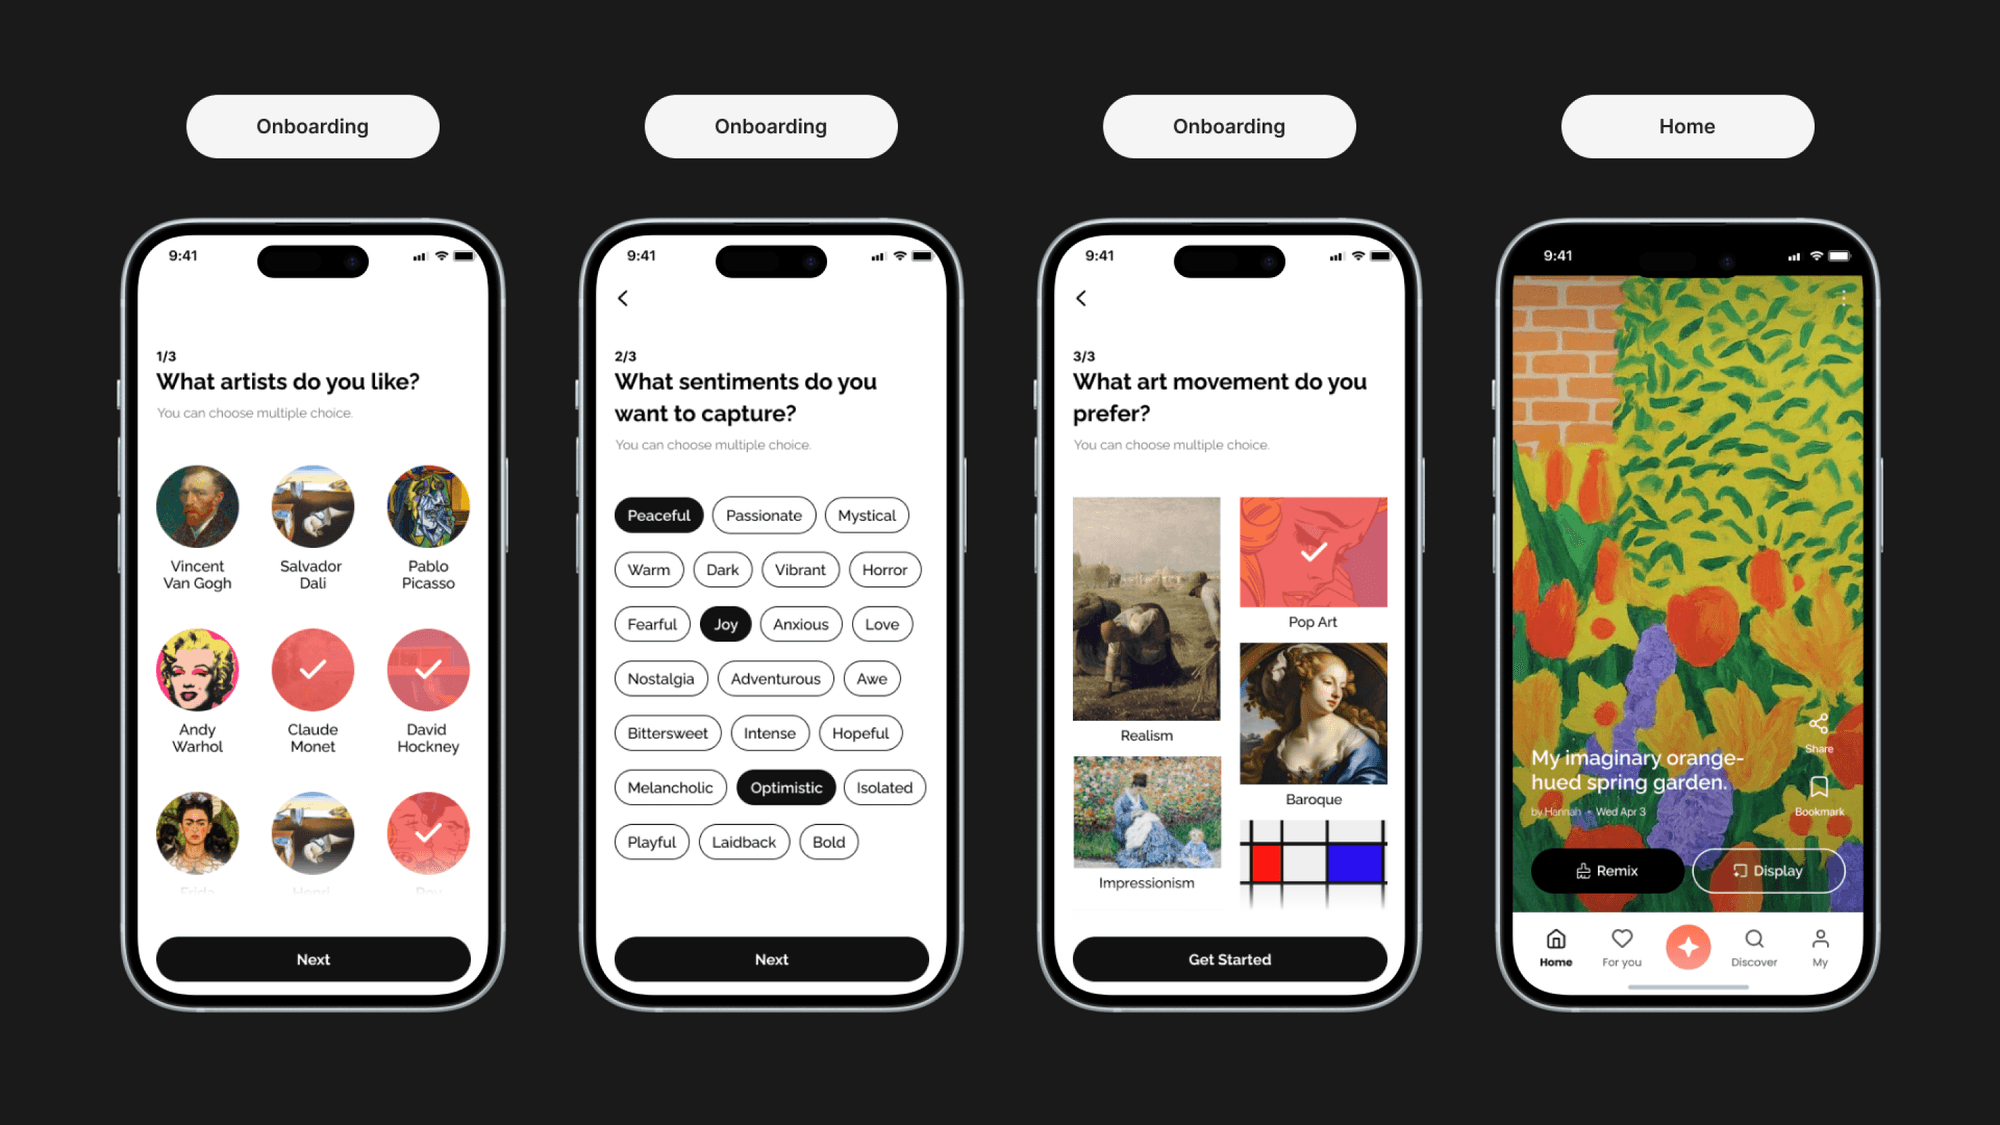 Onboarding
9:41
1/3
What artists do you like?
You can choose multiple choice.
Vincent
Van Gogh
Salvador
Dali
Pablo
Picasso
Andy
Warhol
Claude
Monet
David
Hockney
Frida
Henri
Roy
Next
Onboarding
9:41
2/3
What sentiments do you
want to capture?
You can choose multiple choice.
Peaceful
Passionate
Mystical
Warm
Dark
Vibrant
Horror
Fearful
Joy
Anxious
Love
Nostalgia
Adventurous
Awe
Bittersweet
Intense
Hopeful
Melancholic
Optimistic
Isolated
Playful
Laidback
Bold
Next
Onboarding
9:41
3/3
What art movement do you
prefer?
You can choose multiple choice.
Realism
Pop Art
Baroque
Impressionism
Get Started
Home
9:41
Share
My imaginary orange-
hued spring garden.
by Hannah • Wed Apr 3
Bookmark
Remix
Display
Home
For you
Discover
My